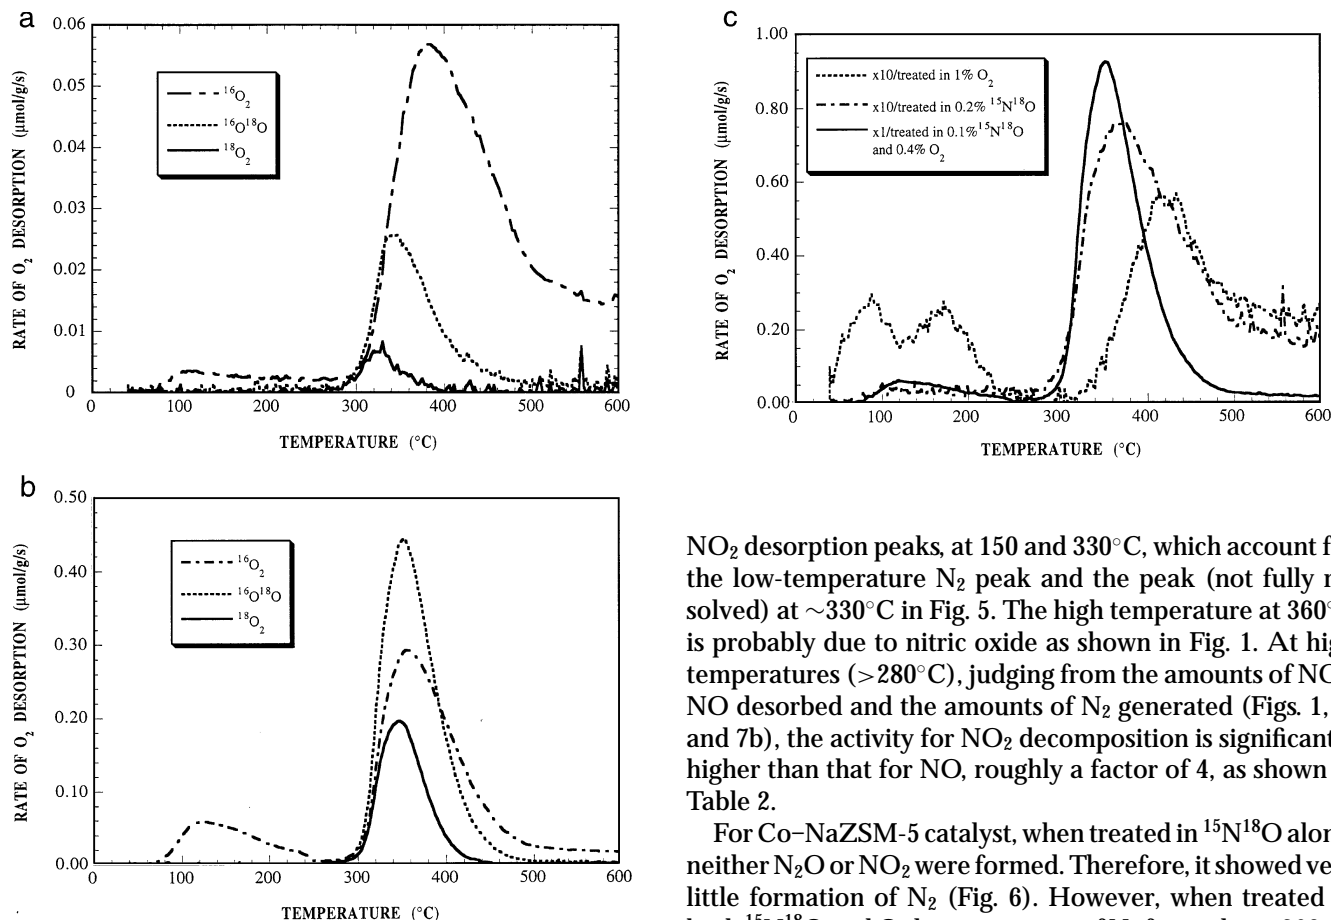 a
0.06
0.05
0.04
0.03
0.02
0.01
0
RATE OF O2 DESORPTION (μmol/g/s)
16O2
16O18O
18O2
0 100 200 300 400 500 600
TEMPERATURE (°C)
b
0.50
0.40
0.30
0.20
0.10
0.00
RATE OF O2 DESORPTION (μmol/g/s)
16O2
16O18O
18O2
0 100 200 300 400 500 600
TEMPERATURE (°C)
c
1.00
0.80
0.60
0.40
0.20
0.00
RATE OF O2 DESORPTION (μmol/g/s)
x10/treated in 1% O2
x10/treated in 0.2% 15N18O
x1/treated in 0.1%15N18O
and 0.4% O2
0 100 200 300 400 500 600
TEMPERATURE (°C)
NO2 desorption peaks, at 150 and 330°C, which account f
the low-temperature N2 peak and the peak (not fully r
solved) at ∼330°C in Fig. 5. The high temperature at 360°
is probably due to nitric oxide as shown in Fig. 1. At hig
temperatures (>280°C), judging from the amounts of NO
NO desorbed and the amounts of N2 generated (Figs. 1,
and 7b), the activity for NO2 decomposition is significant
higher than that for NO, roughly a factor of 4, as shown
Table 2.
For Co–NaZSM-5 catalyst, when treated in 15N18O alon
neither N2O or NO2 were formed. Therefore, it showed ve
little formation of N2 (Fig. 6). However, when treated